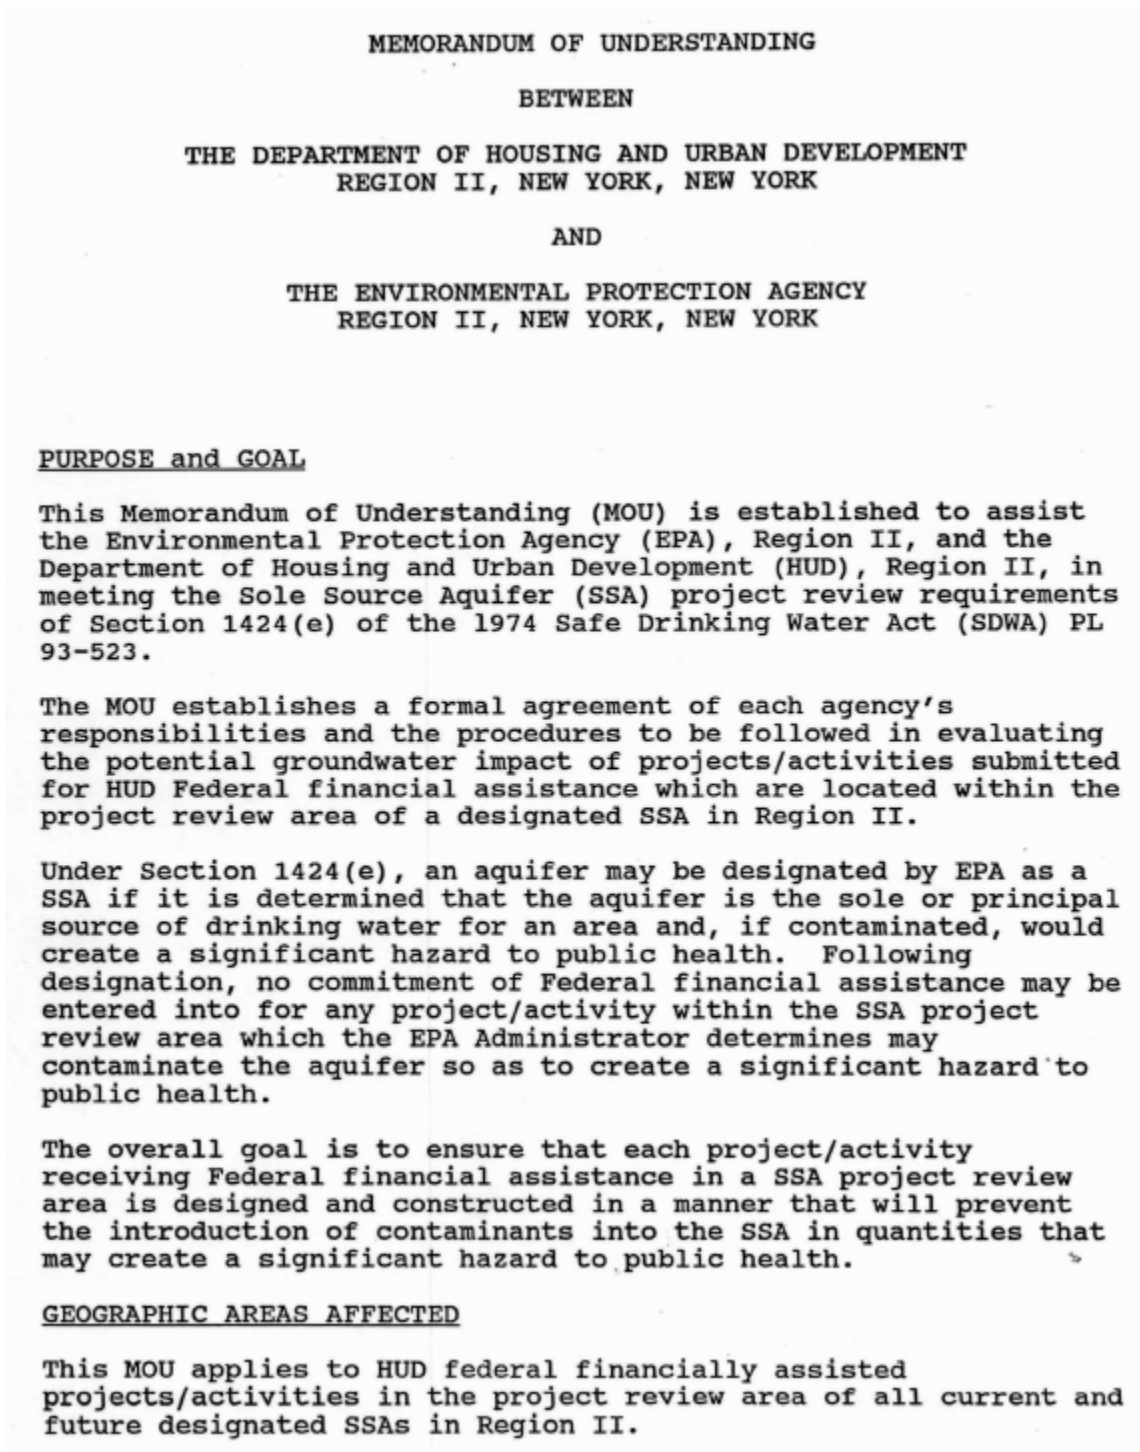 MEMORANDUM OF UNDERSTANDING
BETWEEN
THE DEPARTMENT OF HOUSING AND URBAN DEVELOPMENT
REGION II, NEW YORK, NEW YORK
AND
THE ENVIRONMENTAL PROTECTION AGENCY
REGION II, NEW YORK, NEW YORK
PURPOSE and GOAL
This Memorandum of Understanding (MOU) is established to assist
the Environmental Protection Agency (EPA), Region II, and the
Department of Housing and Urban Development (HUD), Region II, in
meeting the Sole Source Aquifer (SSA) project review requirements
of Section 1424(e) of the 1974 Safe Drinking Water Act (SDWA) PL
93-523.
The MOU establishes a formal agreement of each agency's
responsibilities and the procedures to be followed in evaluating
the potential groundwater impact of projects/activities submitted
for HUD Federal financial assistance which are located within the
project review area of a designated SSA in Region II.
Under Section 1424(e), an aquifer may be designated by EPA as a
SSA if it is determined that the aquifer is the sole or principal
source of drinking water for an area and, if contaminated, would
create a significant hazard to public health.  Following
designation, no commitment of Federal financial assistance may be
entered into for any project/activity within the SSA project
review area which the EPA Administrator determines may
contaminate the aquifer so as to create a significant hazard to
public health.
The overall goal is to ensure that each project/activity
receiving Federal financial assistance in a SSA project review
area is designed and constructed in a manner that will prevent
the introduction of contaminants into the SSA in quantities that
may create a significant hazard to public health.
GEOGRAPHIC AREAS AFFECTED
This MOU applies to HUD federal financially assisted
projects/activities in the project review area of all current and
future designated SSAs in Region II.